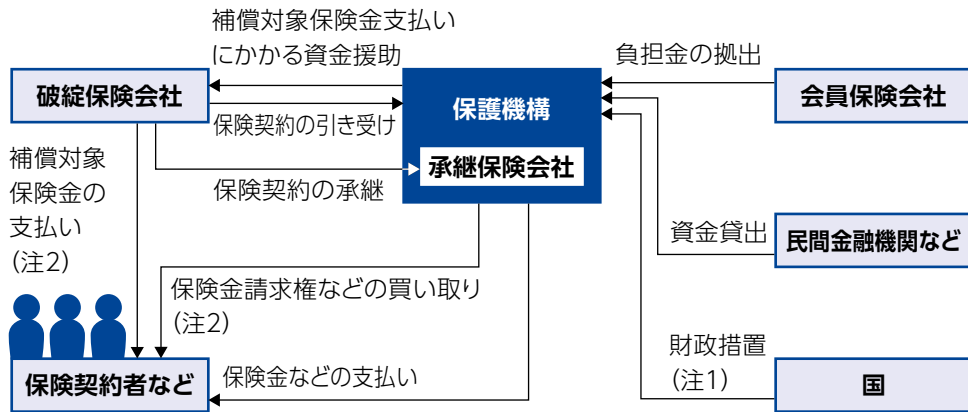 補償対象保険金支払い
にかかる資金援助
負担金の拠出
破綻保険会社
保護機構
会員保険会社
保険契約の引き受け
承継保険会社
補償対象
保険金の
支払い
(注2)
保険契約の承継
資金貸出
民間金融機関など
保険金請求権などの買い取り
(注2)
財政措置
(注1)
保険契約者など
保険金などの支払い
国